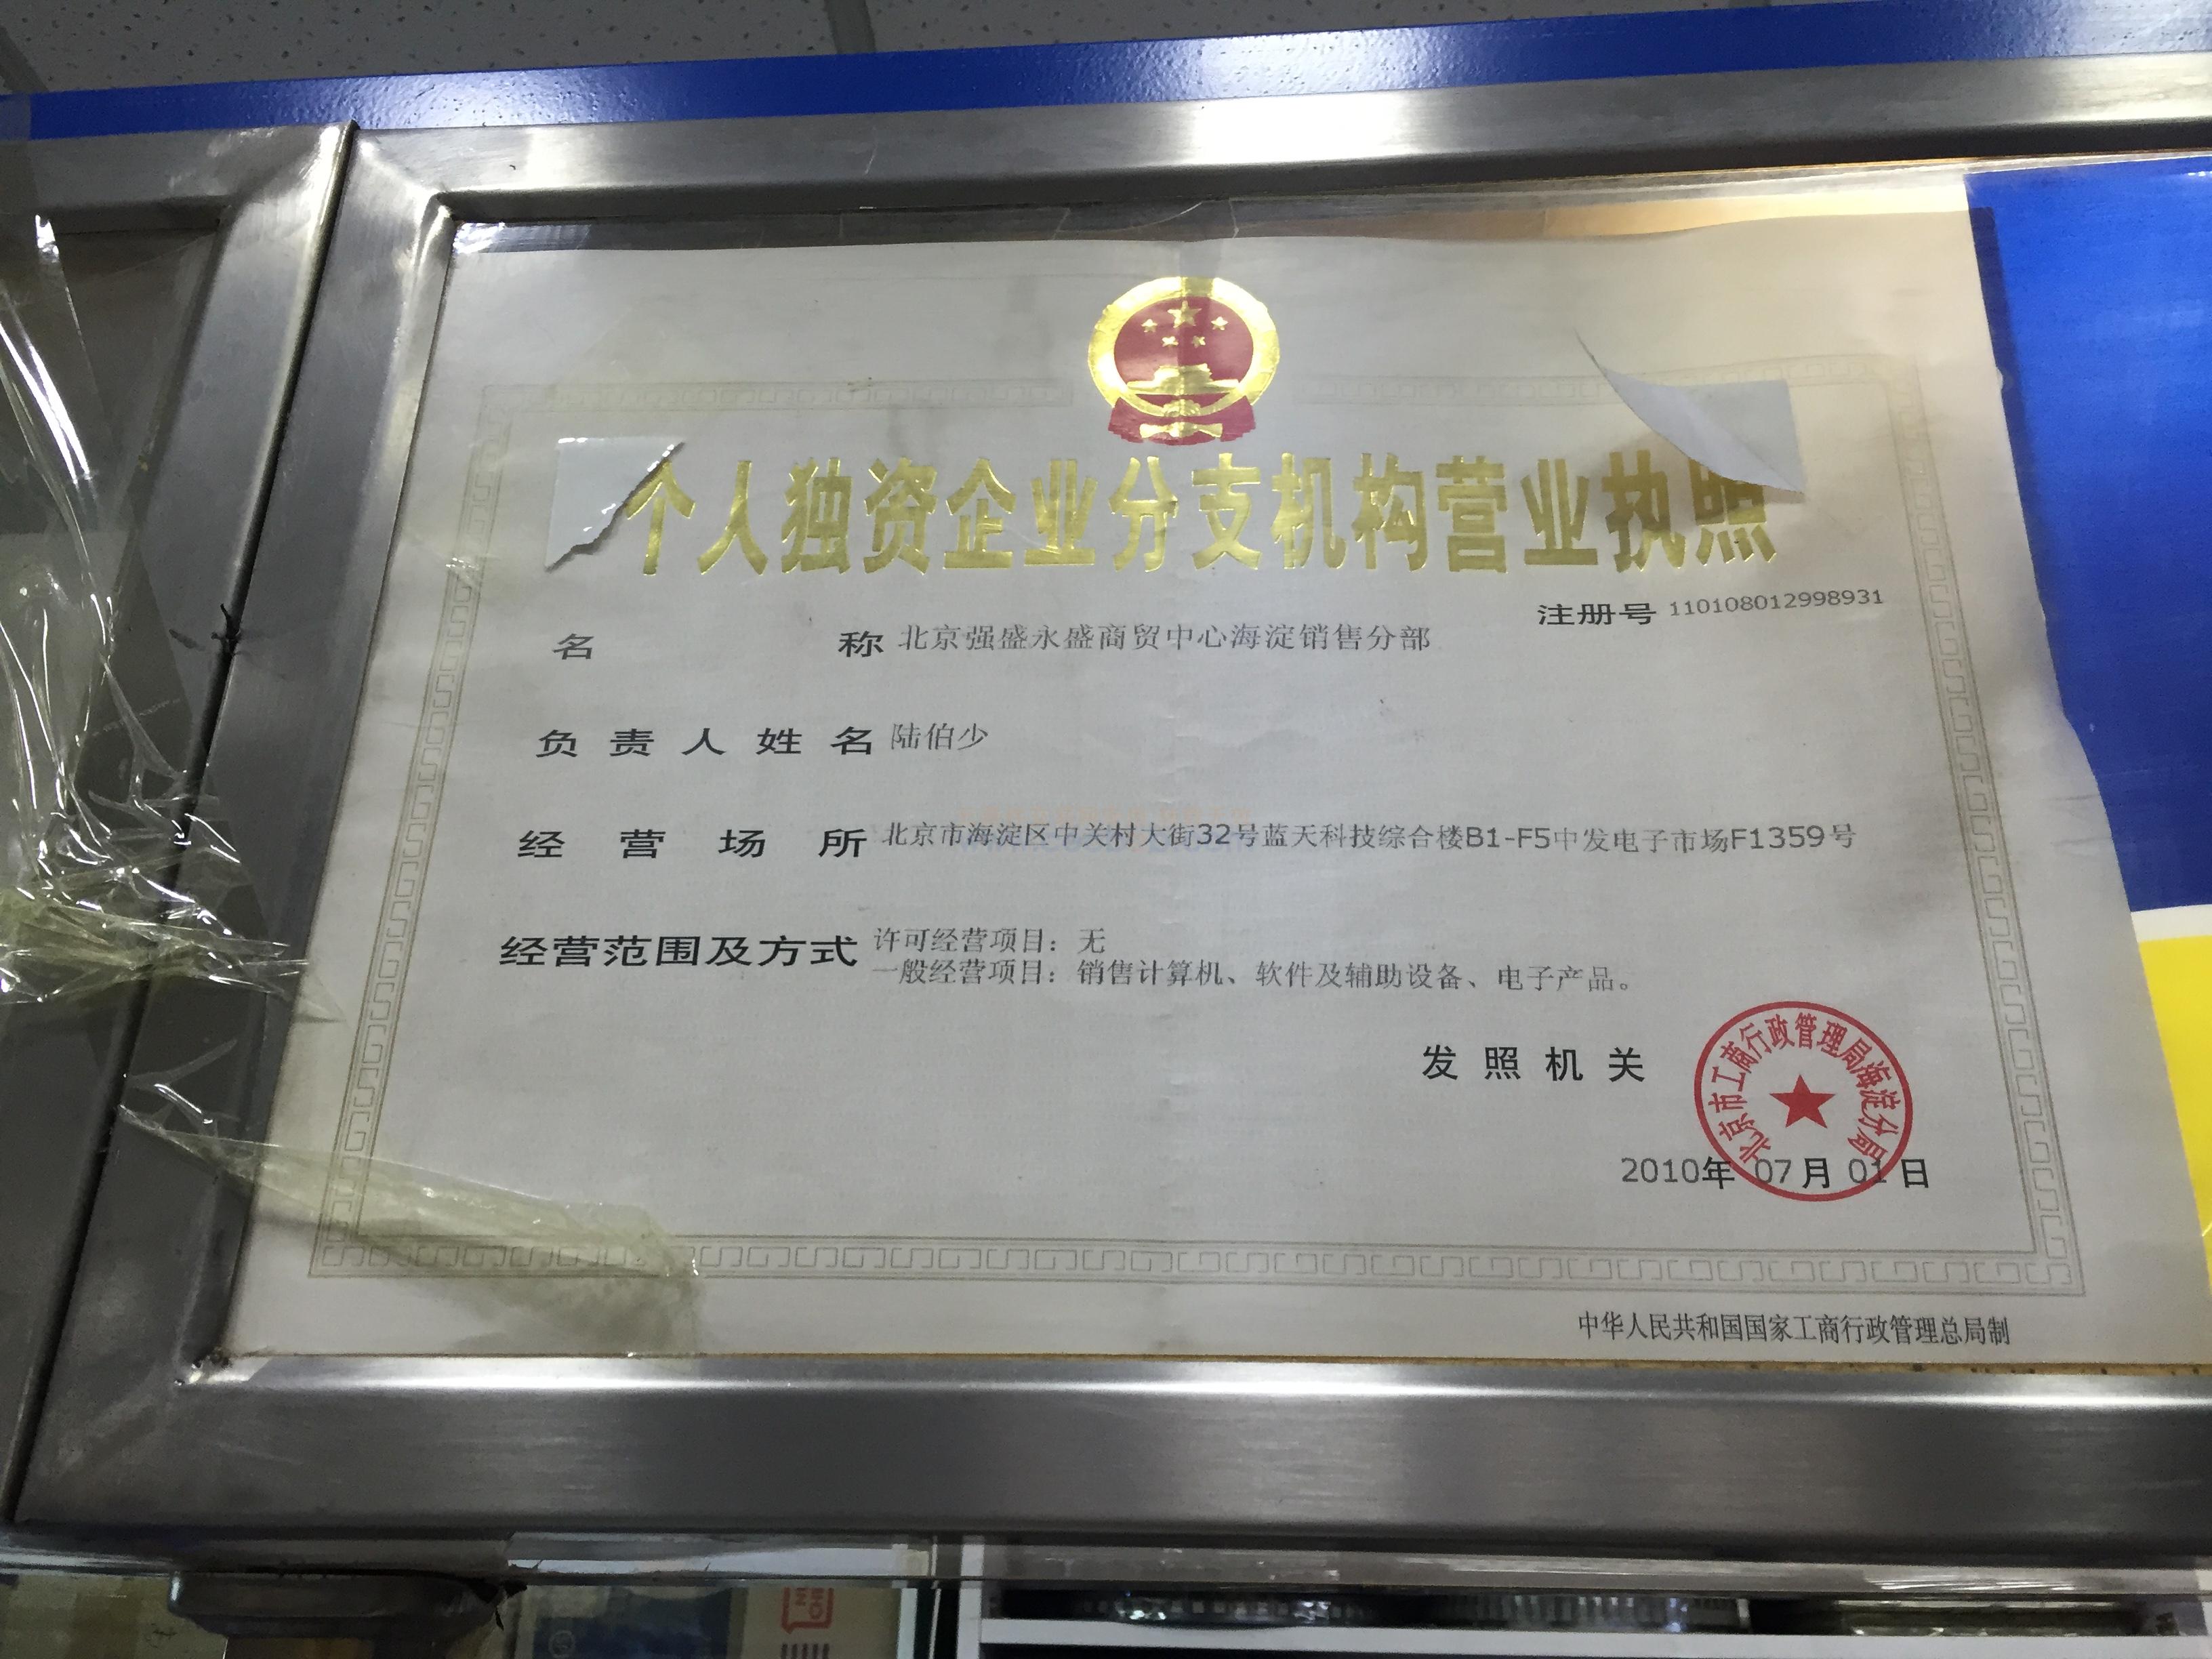 个人独资企业分支机构营业执照
注册号 110108012998931
名称 北京强盛永盛商贸中心海淀销售分部
负责人姓名 陆伯少
经营场所 北京市海淀区中关村大街32号蓝天科技综合楼B1-F5中发电子市场F1359号
经营范围及方式 许可经营项目：无
一般经营项目：销售计算机、软件及辅助设备、电子产品。
发照机关
北京市工商行政管理局海淀分局
2010年 07月 01日
中华人民共和国国家工商行政管理总局制